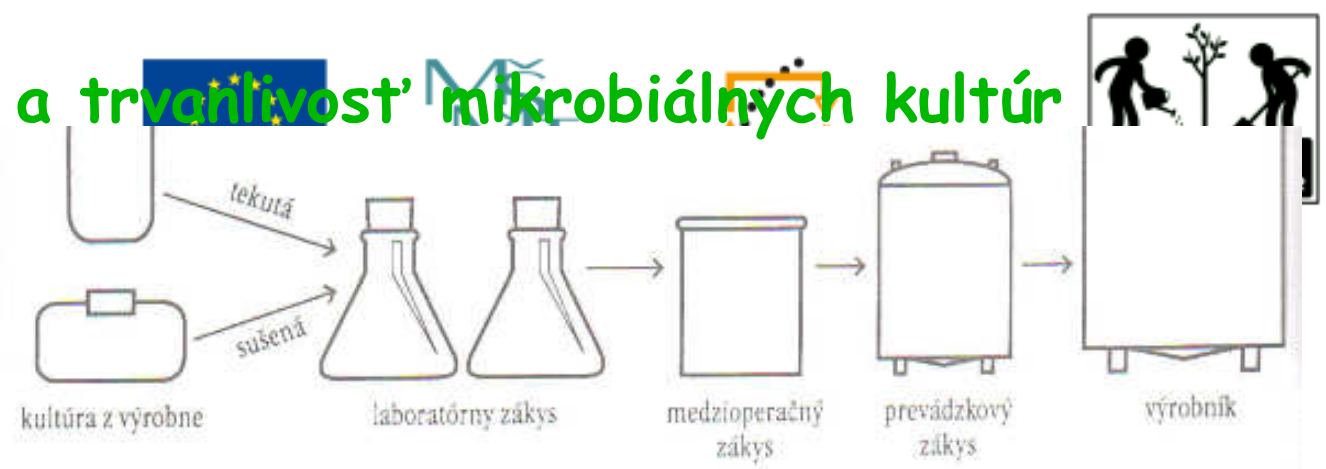 a trvanlivosť mikrobiálnych kultúr
tekutá
sušená
kultúra z výrobne
laboratórny zákys
medzioperačný
zákys
prevádzkový
zákys
výrobník